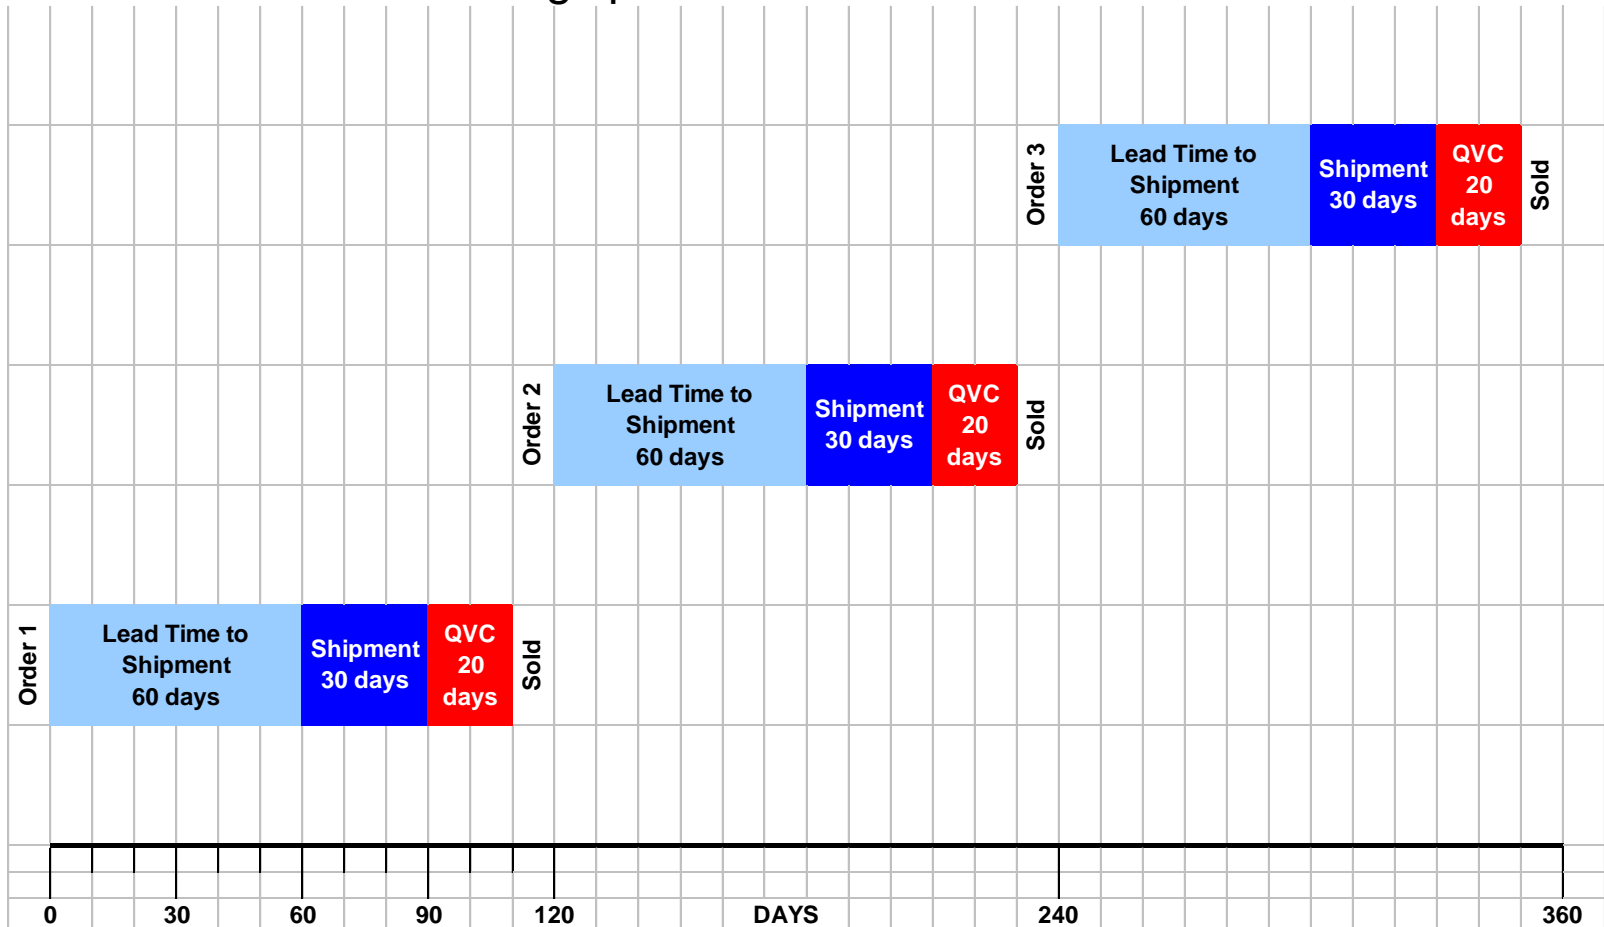 Order 3
Lead Time to
Shipment
60 days
Shipment
30 days
QVC
20
days
Sold
Order 2
Lead Time to
Shipment
60 days
Shipment
30 days
QVC
20
days
Sold
Order 1
Lead Time to
Shipment
60 days
Shipment
30 days
QVC
20
days
Sold
0 30 60 90 120 DAYS 240 360